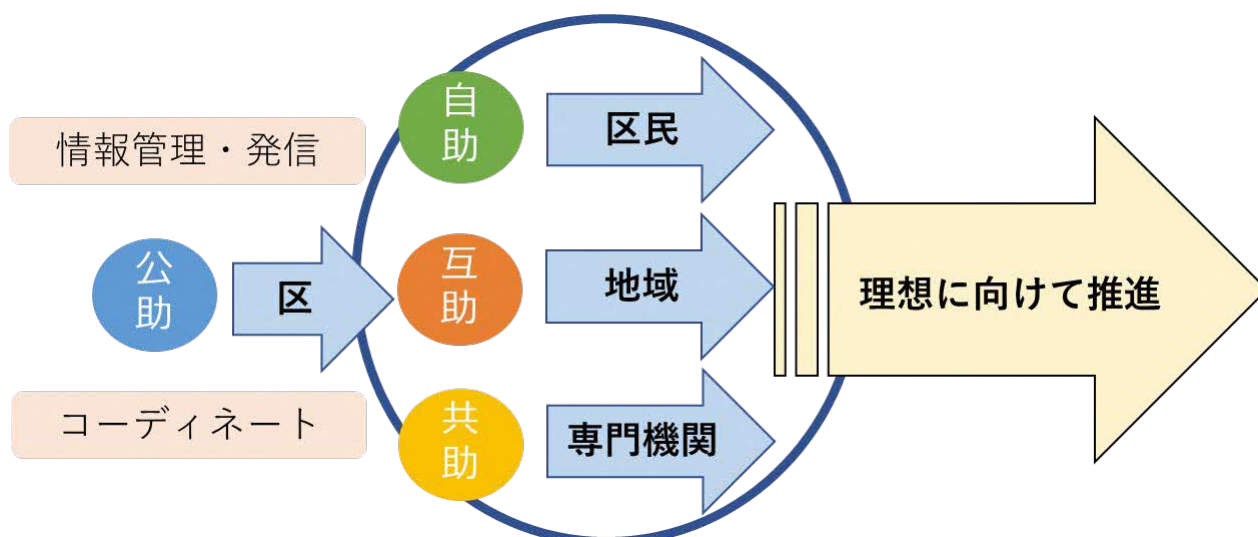 情報管理・発信
公助
区
コーディネート
自助
区民
互助
地域
共助
専門機関
理想に向けて推進